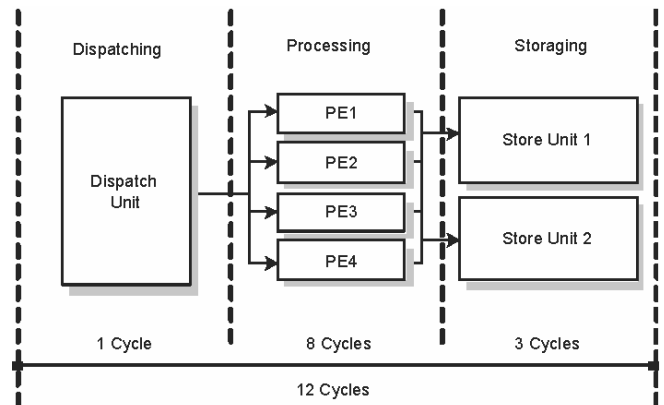 Dispatching
Processing
Storaging
Dispatch
Unit
PE1
PE2
PE3
PE4
Store Unit 1
Store Unit 2
1 Cycle
8 Cycles
3 Cycles
12 Cycles